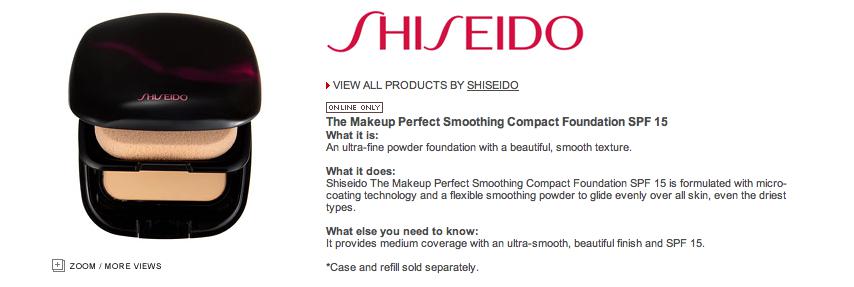 SHISEIDO
SHISEIDO
VIEW ALL PRODUCTS BY SHISEIDO
ONLINE ONLY
The Makeup Perfect Smoothing Compact Foundation SPF 15
What it is:
An ultra-fine powder foundation with a beautiful, smooth texture.
What it does:
Shiseido The Makeup Perfect Smoothing Compact Foundation SPF 15 is formulated with micro-
coating technology and a flexible smoothing powder to glide evenly over all skin, even the driest
types.
What else you need to know:
It provides medium coverage with an ultra-smooth, beautiful finish and SPF 15.
*Case and refill sold separately.
ZOOM / MORE VIEWS